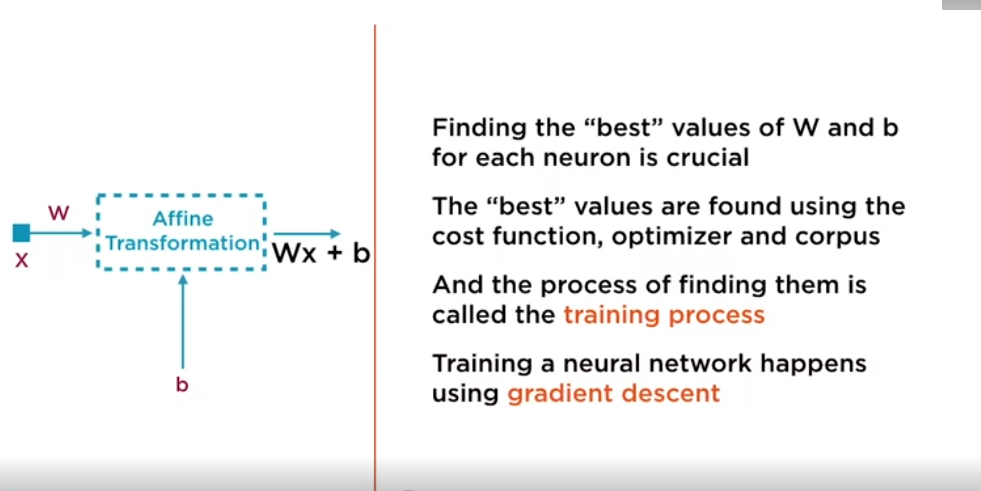 W
x
Affine
Transformation
Wx + b
b
Finding the “best” values of W and b
for each neuron is crucial
The “best” values are found using the
cost function, optimizer and corpus
And the process of finding them is
called the training process
Training a neural network happens
using gradient descent